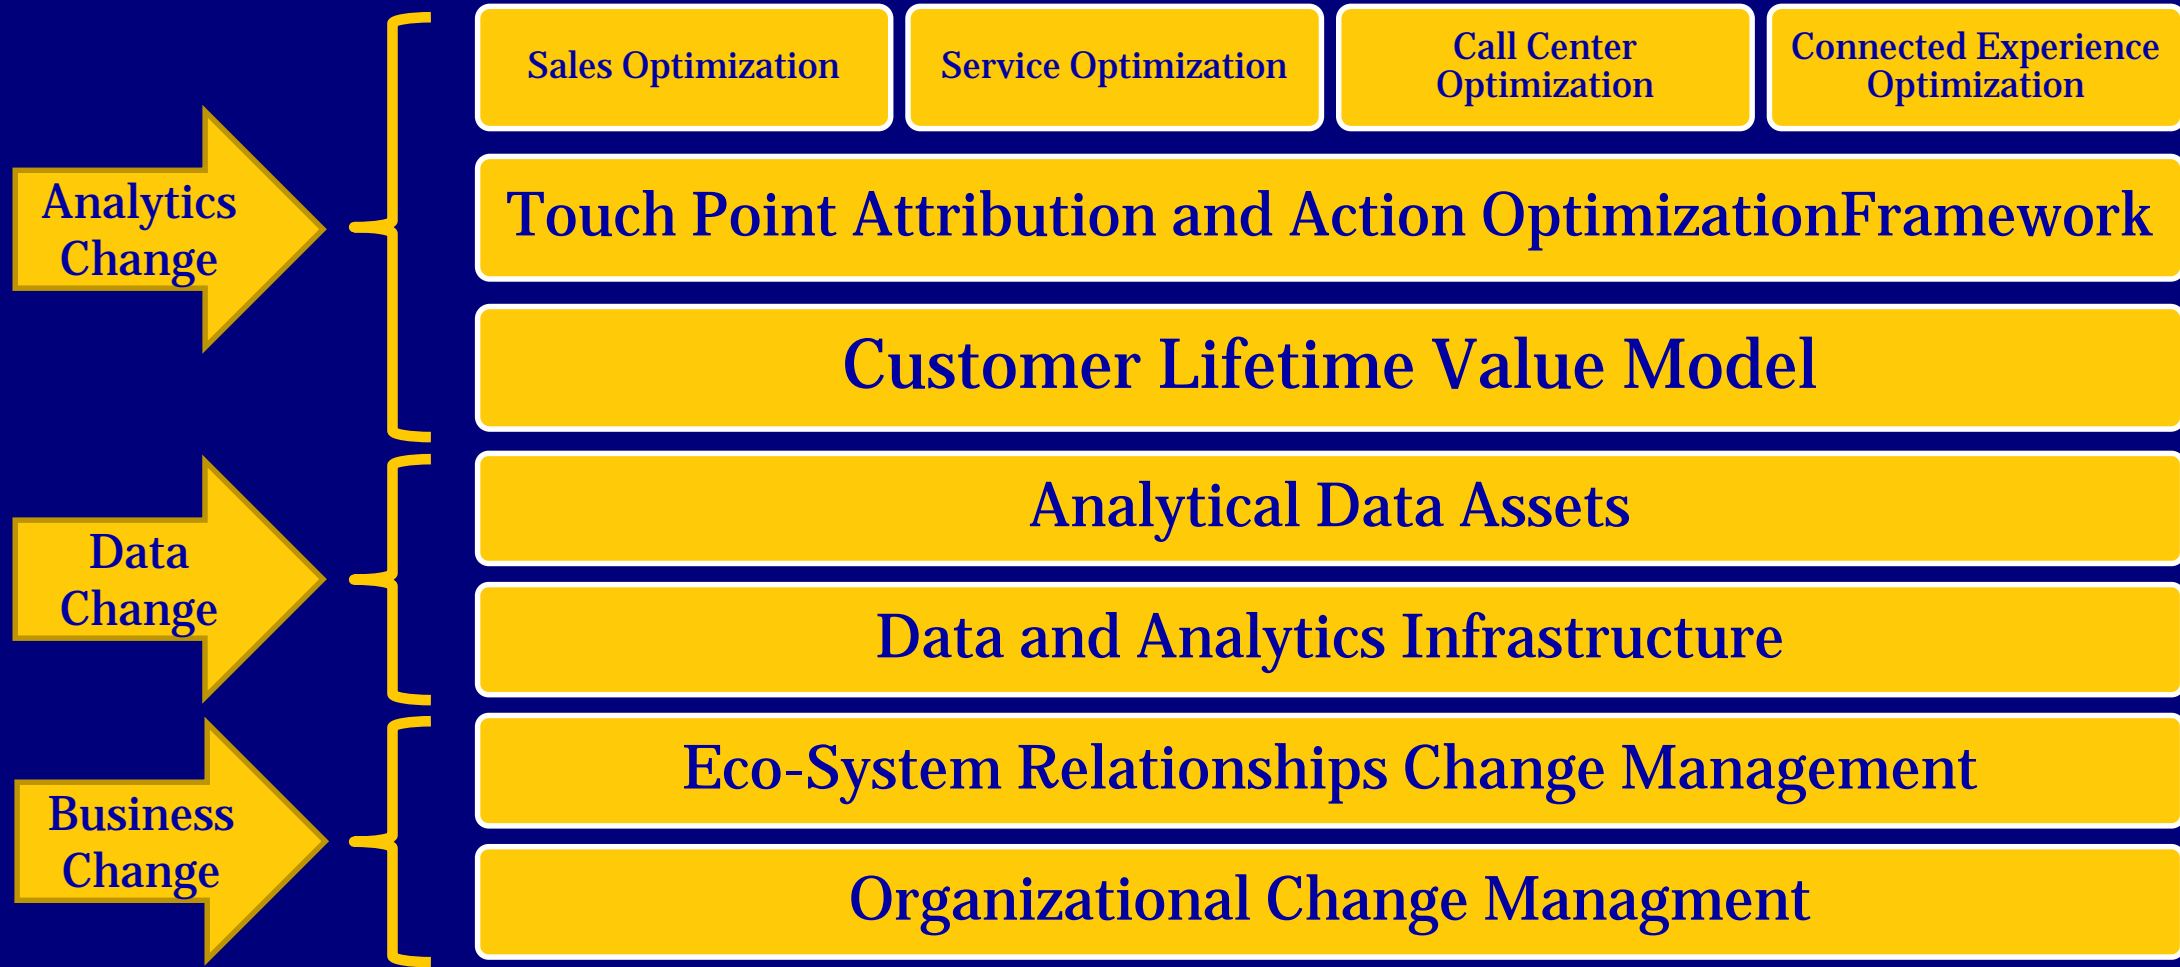 Sales Optimization
Service Optimization
Call Center
Optimization
Connected Experience
Optimization
Analytics
Change
Touch Point Attribution and Action OptimizationFramework
Customer Lifetime Value Model
Data
Change
Analytical Data Assets
Data and Analytics Infrastructure
Business
Change
Eco-System Relationships Change Management
Organizational Change Managment